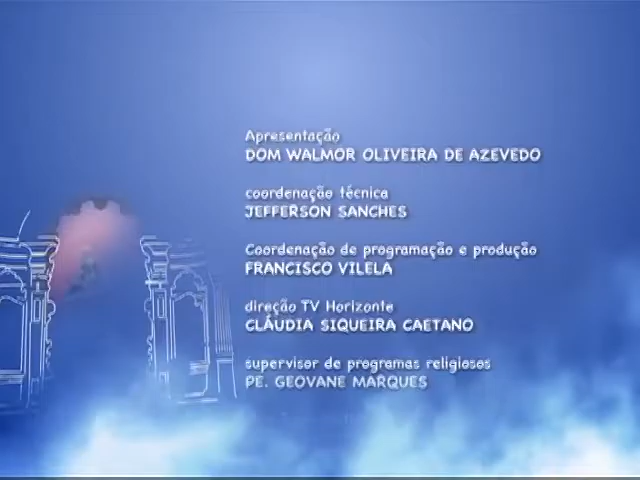 Apresentação
DOM WALMOR OLIVEIRA DE AZEVEDO
coordenação técnica
JEFFERSON SANCHES
Coordenação de programação e produção
FRANCISCO VILELA
direção TV Horizonte
CLÁUDIA SIQUEIRA CAETANO
supervisor de programas religiosos
PE. GEOVANE MARQUES